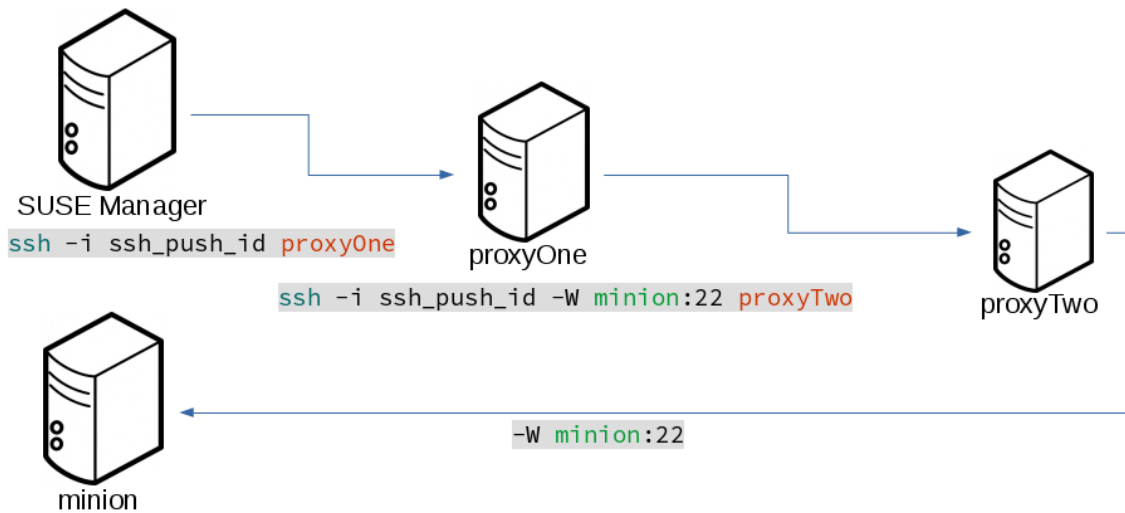 SUSE Manager
ssh -i ssh_push_id proxyOne
proxyOne
ssh -i ssh_push_id -W minion:22 proxyTwo
proxyTwo
-W minion:22
minion